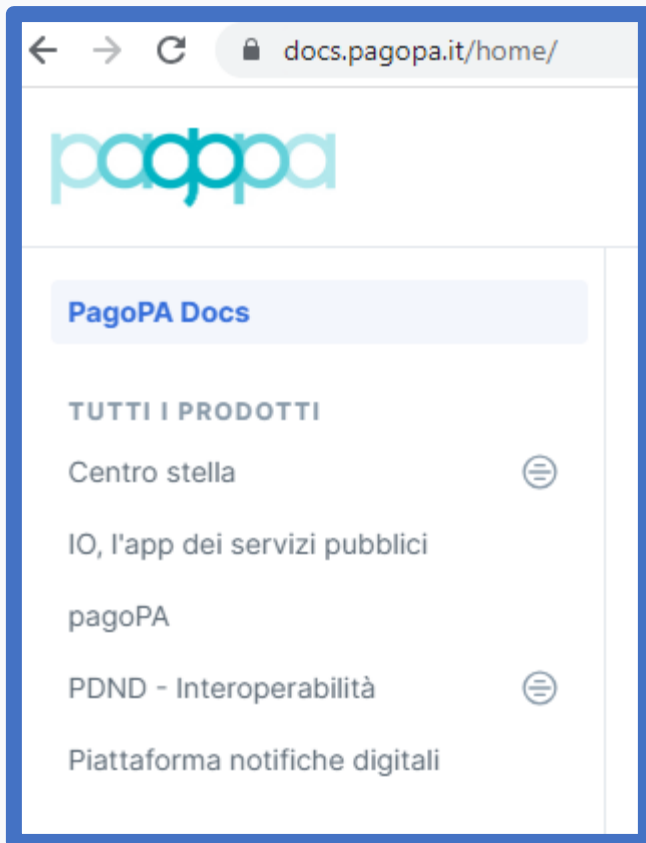 docs.pagopa.it/home/
pagopa
PagoPA Docs
TUTTI I PRODOTTI
Centro stella
IO, l'app dei servizi pubblici
pagoPA
PDND - Interoperabilità
Piattaforma notifiche digitali